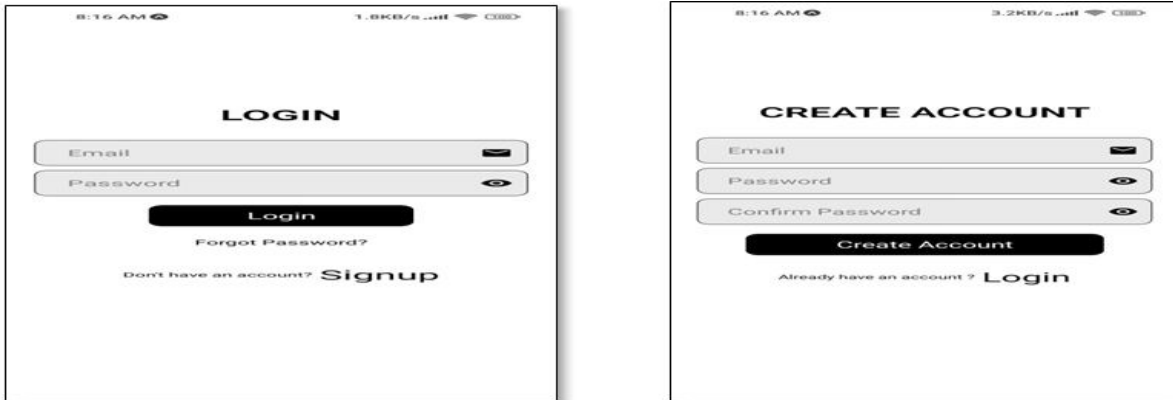 8:16 AM 1.8KB/s
LOGIN
Email
Password
Login
Forgot Password?
Don't have an account? Signup
8:16 AM 3.2KB/s
CREATE ACCOUNT
Email
Password
Confirm Password
Create Account
Already have an account ? Login